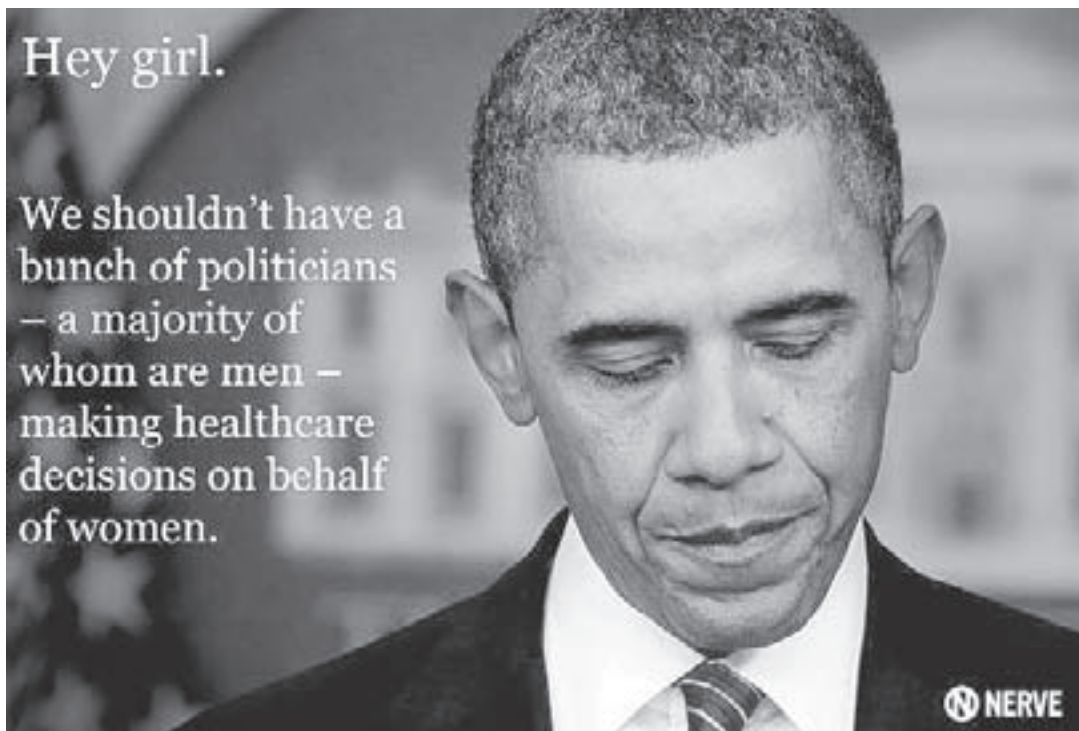 Hey girl.
We shouldn’t have a
bunch of politicians
– a majority of
whom are men –
making healthcare
decisions on behalf
of women.
NERVE